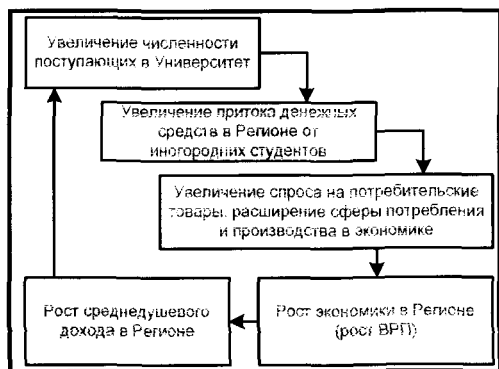 Увеличение численности
поступающих в Университет
Увеличение притока денежных
средств в Регионе от
иногородних студентов
Увеличение спроса на потребительские
товары, расширение сферы потребления
и производства в экономике
Рост экономики в Регионе
(рост ВРП)
Рост среднедушевого
дохода в Регионе